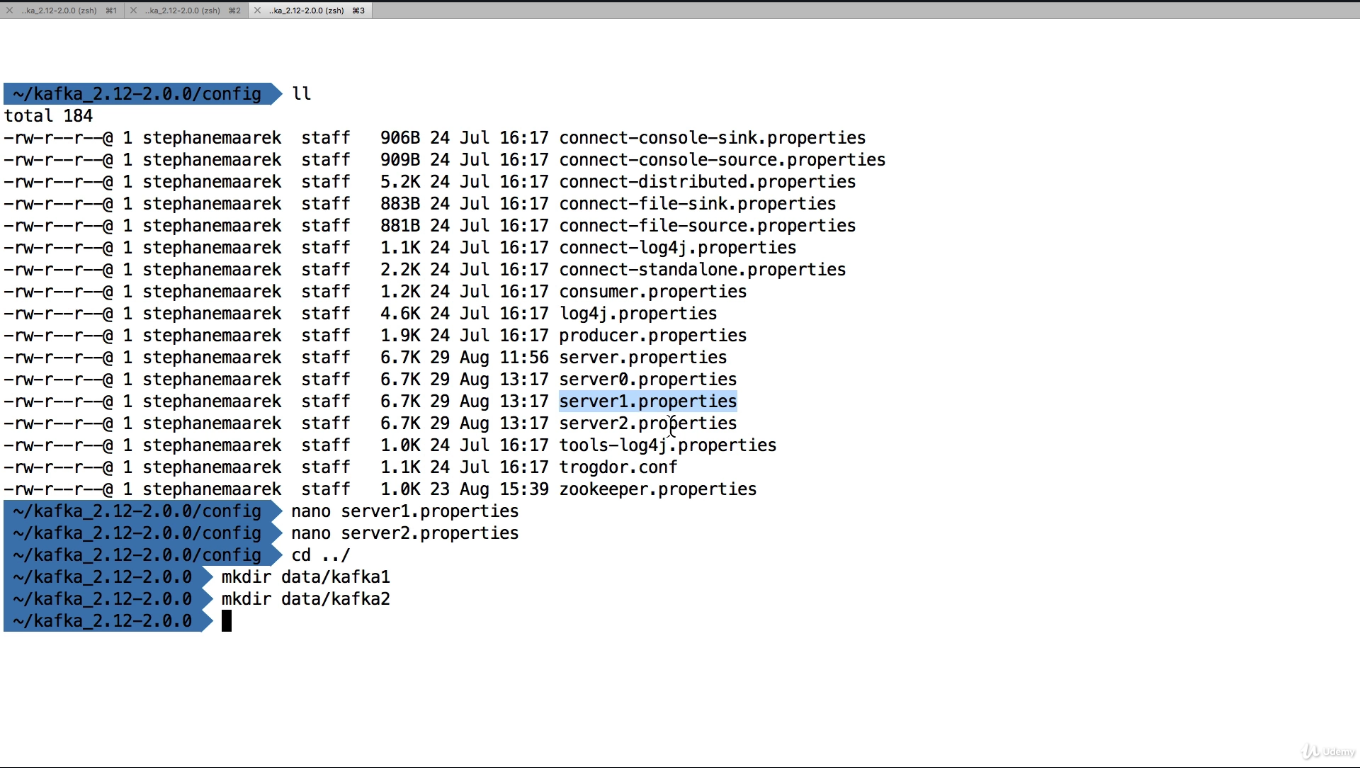 ..ka_2.12-2.0.0 (zsh) ⌘1 ..ka_2.12-2.0.0 (zsh) ⌘2 ..ka_2.12-2.0.0 (zsh) ⌘3
~/kafka_2.12-2.0.0/config ll
total 184
-rw-r--r--@ 1 stephanemaarek staff 906B 24 Jul 16:17 connect-console-sink.properties
-rw-r--r--@ 1 stephanemaarek staff 909B 24 Jul 16:17 connect-console-source.properties
-rw-r--r--@ 1 stephanemaarek staff 5.2K 24 Jul 16:17 connect-distributed.properties
-rw-r--r--@ 1 stephanemaarek staff 883B 24 Jul 16:17 connect-file-sink.properties
-rw-r--r--@ 1 stephanemaarek staff 881B 24 Jul 16:17 connect-file-source.properties
-rw-r--r--@ 1 stephanemaarek staff 1.1K 24 Jul 16:17 connect-log4j.properties
-rw-r--r--@ 1 stephanemaarek staff 2.2K 24 Jul 16:17 connect-standalone.properties
-rw-r--r--@ 1 stephanemaarek staff 1.2K 24 Jul 16:17 consumer.properties
-rw-r--r--@ 1 stephanemaarek staff 4.6K 24 Jul 16:17 log4j.properties
-rw-r--r--@ 1 stephanemaarek staff 1.9K 24 Jul 16:17 producer.properties
-rw-r--r--@ 1 stephanemaarek staff 6.7K 29 Aug 11:56 server.properties
-rw-r--r--@ 1 stephanemaarek staff 6.7K 29 Aug 13:17 server0.properties
-rw-r--r--@ 1 stephanemaarek staff 6.7K 29 Aug 13:17 server1.properties
-rw-r--r--@ 1 stephanemaarek staff 6.7K 29 Aug 13:17 server2.properties
-rw-r--r--@ 1 stephanemaarek staff 1.0K 24 Jul 16:17 tools-log4j.properties
-rw-r--r--@ 1 stephanemaarek staff 1.1K 24 Jul 16:17 trogdor.conf
-rw-r--r--@ 1 stephanemaarek staff 1.0K 23 Aug 15:39 zookeeper.properties
~/kafka_2.12-2.0.0/config nano server1.properties
~/kafka_2.12-2.0.0/config nano server2.properties
~/kafka_2.12-2.0.0/config cd ../
~/kafka_2.12-2.0.0 mkdir data/kafka1
~/kafka_2.12-2.0.0 mkdir data/kafka2
~/kafka_2.12-2.0.0
Udemy